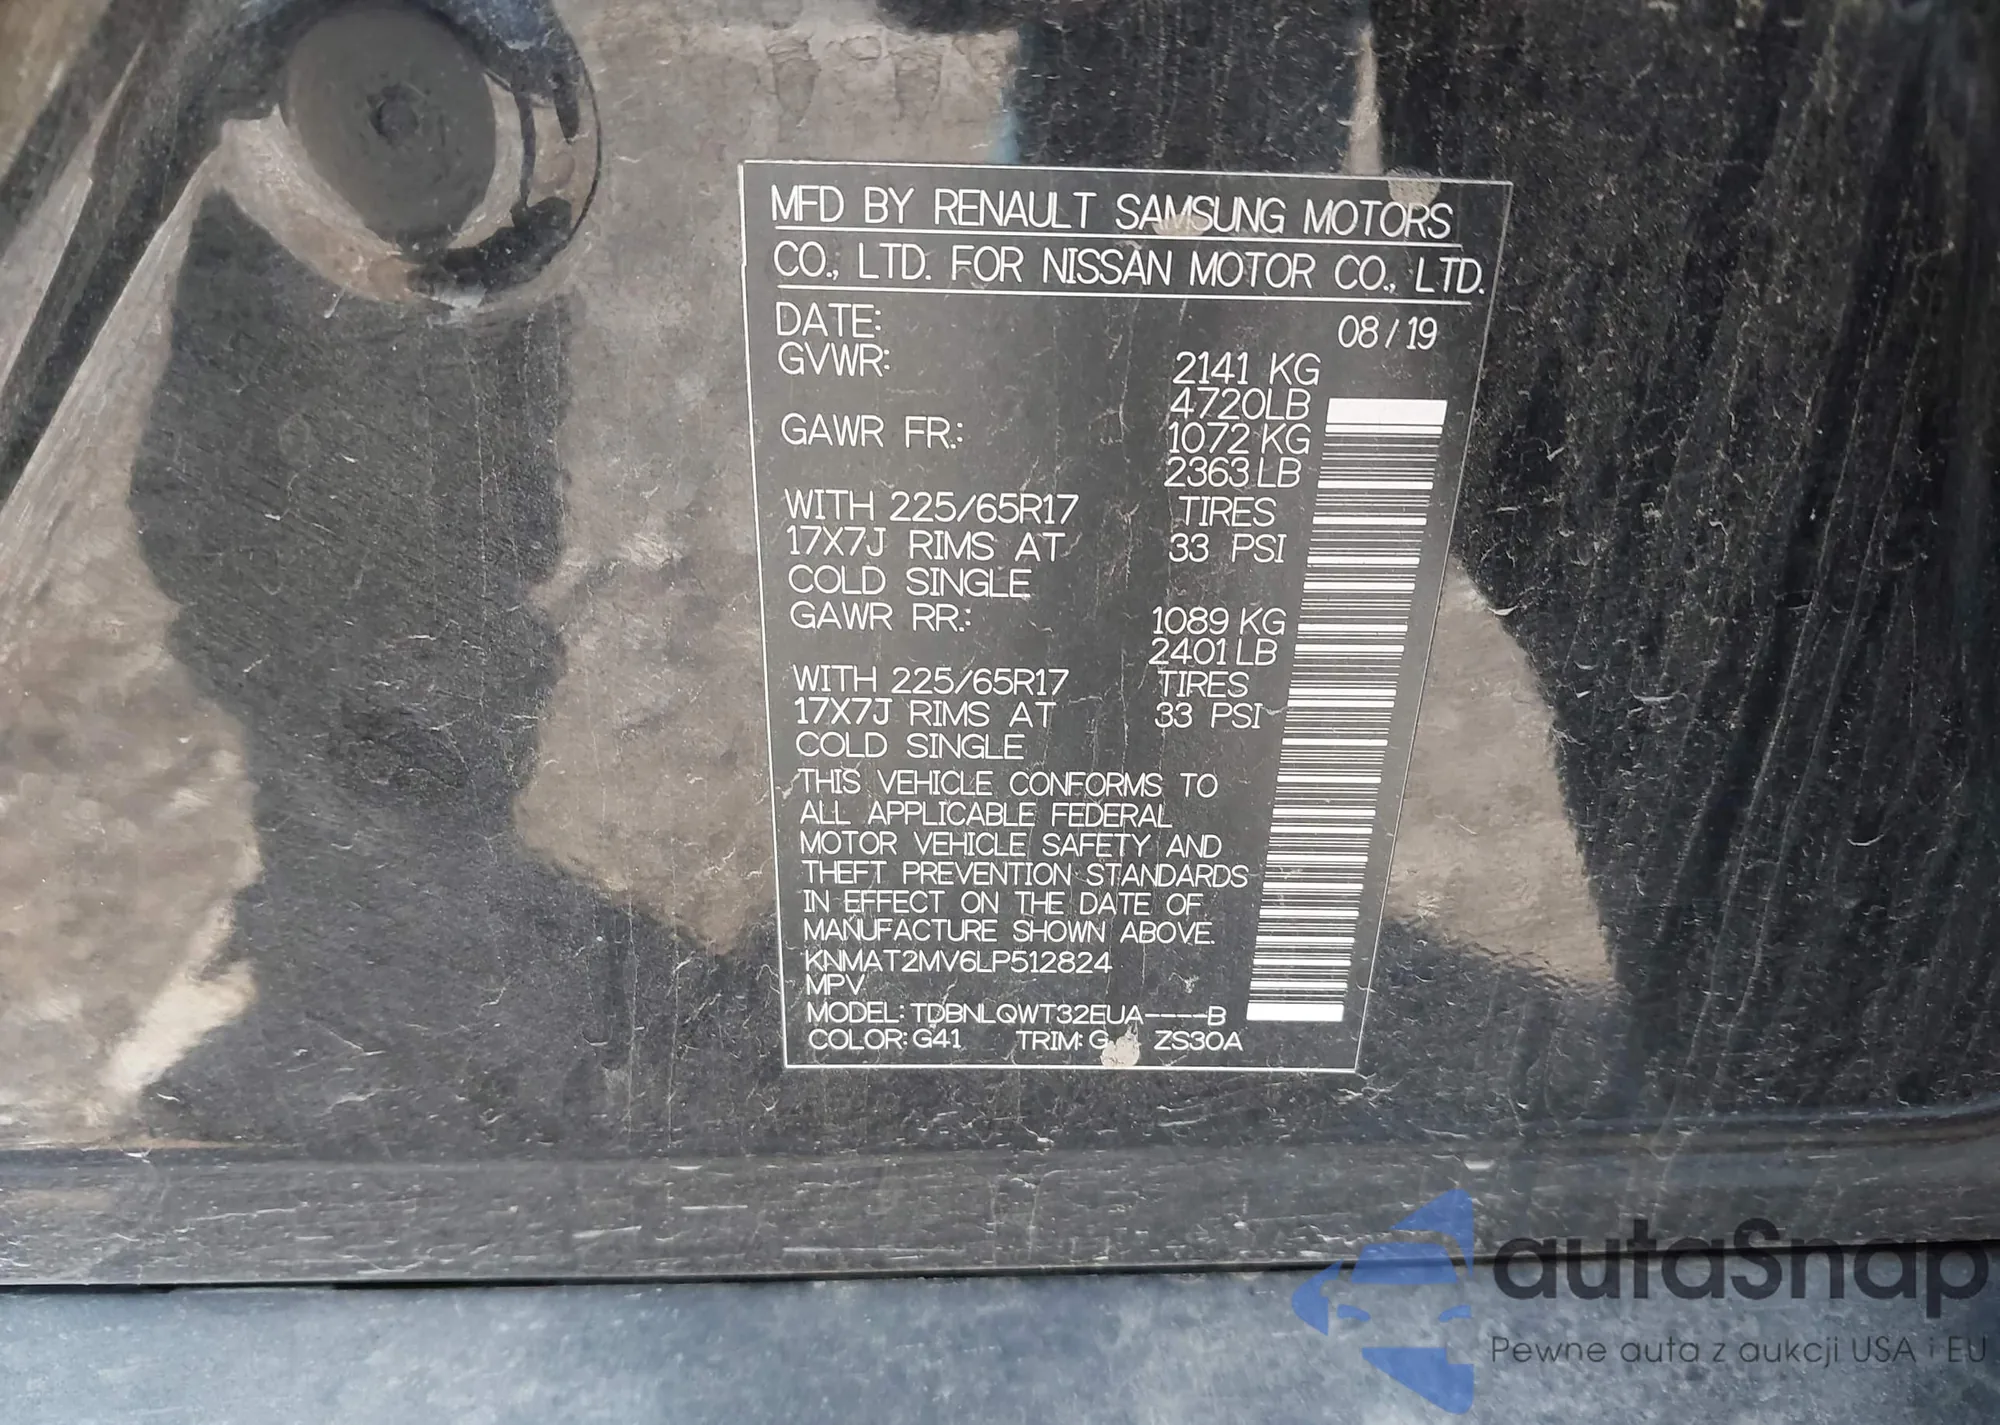 MFD BY RENAULT SAMSUNG MOTORS
CO., LTD. FOR NISSAN MOTOR CO., LTD.
DATE: 08/19
GVWR: 2141 KG
4720LB
GAWR FR.: 1072 KG
2363 LB
WITH 225/65R17 TIRES
17X7J RIMS AT 33 PSI
COLD SINGLE
GAWR RR.: 1089 KG
2401 LB
WITH 225/65R17 TIRES
17X7J RIMS AT 33 PSI
COLD SINGLE
THIS VEHICLE CONFORMS TO
ALL APPLICABLE FEDERAL
MOTOR VEHICLE SAFETY AND
THEFT PREVENTION STANDARDS
IN EFFECT ON THE DATE OF
MANUFACTURE SHOWN ABOVE.
KNMAT2MV6LP512824
MPV
MODEL: TDBNLQWT32EUA----B
COLOR: G41 TRIM: G ZS30A
autaSnap
Pewne auta z aukcji USA i EU